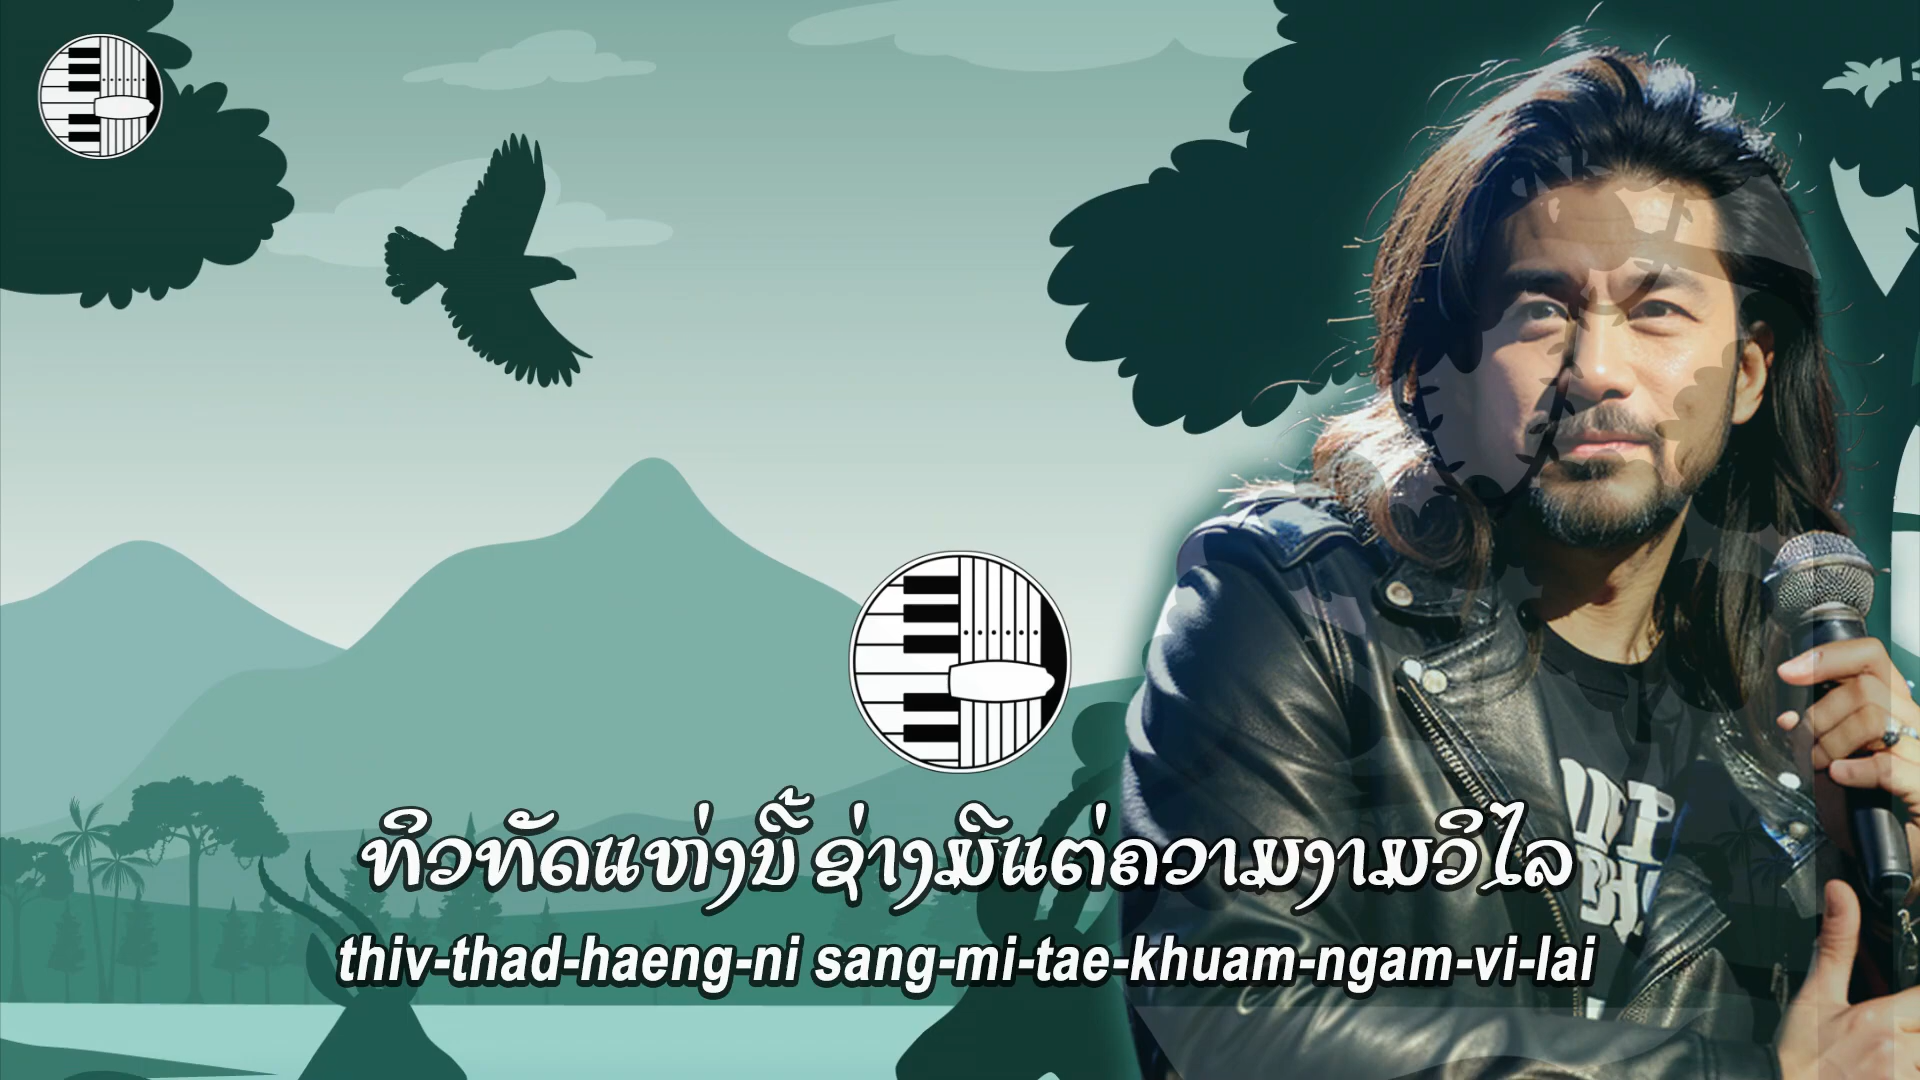 ທິວທັດແຫ່ງນີ້ ຊ່າງມີແຕ່ຄວາມງາມວິໄລ
thiv-thad-haeng-ni sang-mi-tae-khuam-ngam-vi-lai